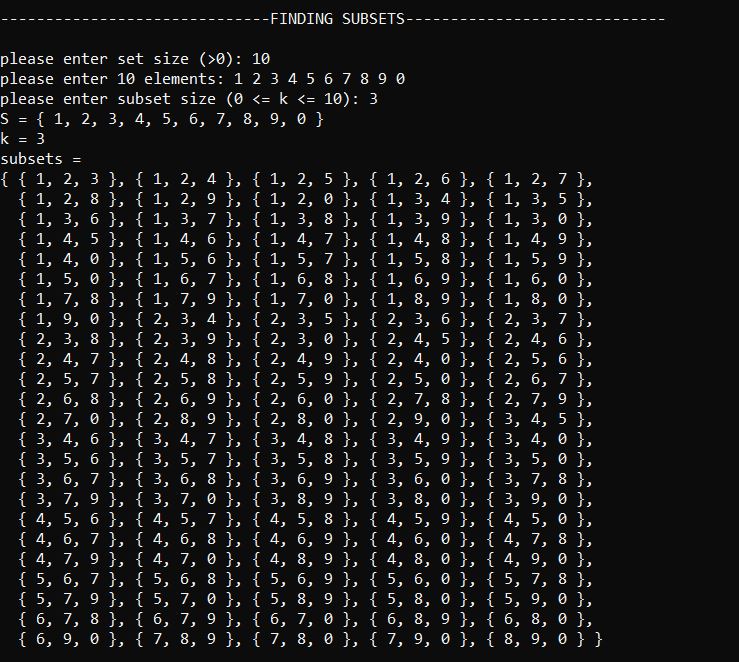 ------------------------------FINDING SUBSETS-----------------------------
please enter set size (>0): 10
please enter 10 elements: 1 2 3 4 5 6 7 8 9 0
please enter subset size (0 <= k <= 10): 3
S = { 1, 2, 3, 4, 5, 6, 7, 8, 9, 0 }
k = 3
subsets =
{ { 1, 2, 3 }, { 1, 2, 4 }, { 1, 2, 5 }, { 1, 2, 6 }, { 1, 2, 7 },
{ 1, 2, 8 }, { 1, 2, 9 }, { 1, 2, 0 }, { 1, 3, 4 }, { 1, 3, 5 },
{ 1, 3, 6 }, { 1, 3, 7 }, { 1, 3, 8 }, { 1, 3, 9 }, { 1, 3, 0 },
{ 1, 4, 5 }, { 1, 4, 6 }, { 1, 4, 7 }, { 1, 4, 8 }, { 1, 4, 9 },
{ 1, 4, 0 }, { 1, 5, 6 }, { 1, 5, 7 }, { 1, 5, 8 }, { 1, 5, 9 },
{ 1, 5, 0 }, { 1, 6, 7 }, { 1, 6, 8 }, { 1, 6, 9 }, { 1, 6, 0 },
{ 1, 7, 8 }, { 1, 7, 9 }, { 1, 7, 0 }, { 1, 8, 9 }, { 1, 8, 0 },
{ 1, 9, 0 }, { 2, 3, 4 }, { 2, 3, 5 }, { 2, 3, 6 }, { 2, 3, 7 },
{ 2, 3, 8 }, { 2, 3, 9 }, { 2, 3, 0 }, { 2, 4, 5 }, { 2, 4, 6 },
{ 2, 4, 7 }, { 2, 4, 8 }, { 2, 4, 9 }, { 2, 4, 0 }, { 2, 5, 6 },
{ 2, 5, 7 }, { 2, 5, 8 }, { 2, 5, 9 }, { 2, 5, 0 }, { 2, 6, 7 },
{ 2, 6, 8 }, { 2, 6, 9 }, { 2, 6, 0 }, { 2, 7, 8 }, { 2, 7, 9 },
{ 2, 7, 0 }, { 2, 8, 9 }, { 2, 8, 0 }, { 2, 9, 0 }, { 3, 4, 5 },
{ 3, 4, 6 }, { 3, 4, 7 }, { 3, 4, 8 }, { 3, 4, 9 }, { 3, 4, 0 },
{ 3, 5, 6 }, { 3, 5, 7 }, { 3, 5, 8 }, { 3, 5, 9 }, { 3, 5, 0 },
{ 3, 6, 7 }, { 3, 6, 8 }, { 3, 6, 9 }, { 3, 6, 0 }, { 3, 7, 8 },
{ 3, 7, 9 }, { 3, 7, 0 }, { 3, 8, 9 }, { 3, 8, 0 }, { 3, 9, 0 },
{ 4, 5, 6 }, { 4, 5, 7 }, { 4, 5, 8 }, { 4, 5, 9 }, { 4, 5, 0 },
{ 4, 6, 7 }, { 4, 6, 8 }, { 4, 6, 9 }, { 4, 6, 0 }, { 4, 7, 8 },
{ 4, 7, 9 }, { 4, 7, 0 }, { 4, 8, 9 }, { 4, 8, 0 }, { 4, 9, 0 },
{ 5, 6, 7 }, { 5, 6, 8 }, { 5, 6, 9 }, { 5, 6, 0 }, { 5, 7, 8 },
{ 5, 7, 9 }, { 5, 7, 0 }, { 5, 8, 9 }, { 5, 8, 0 }, { 5, 9, 0 },
{ 6, 7, 8 }, { 6, 7, 9 }, { 6, 7, 0 }, { 6, 8, 9 }, { 6, 8, 0 },
{ 6, 9, 0 }, { 7, 8, 9 }, { 7, 8, 0 }, { 7, 9, 0 }, { 8, 9, 0 } }